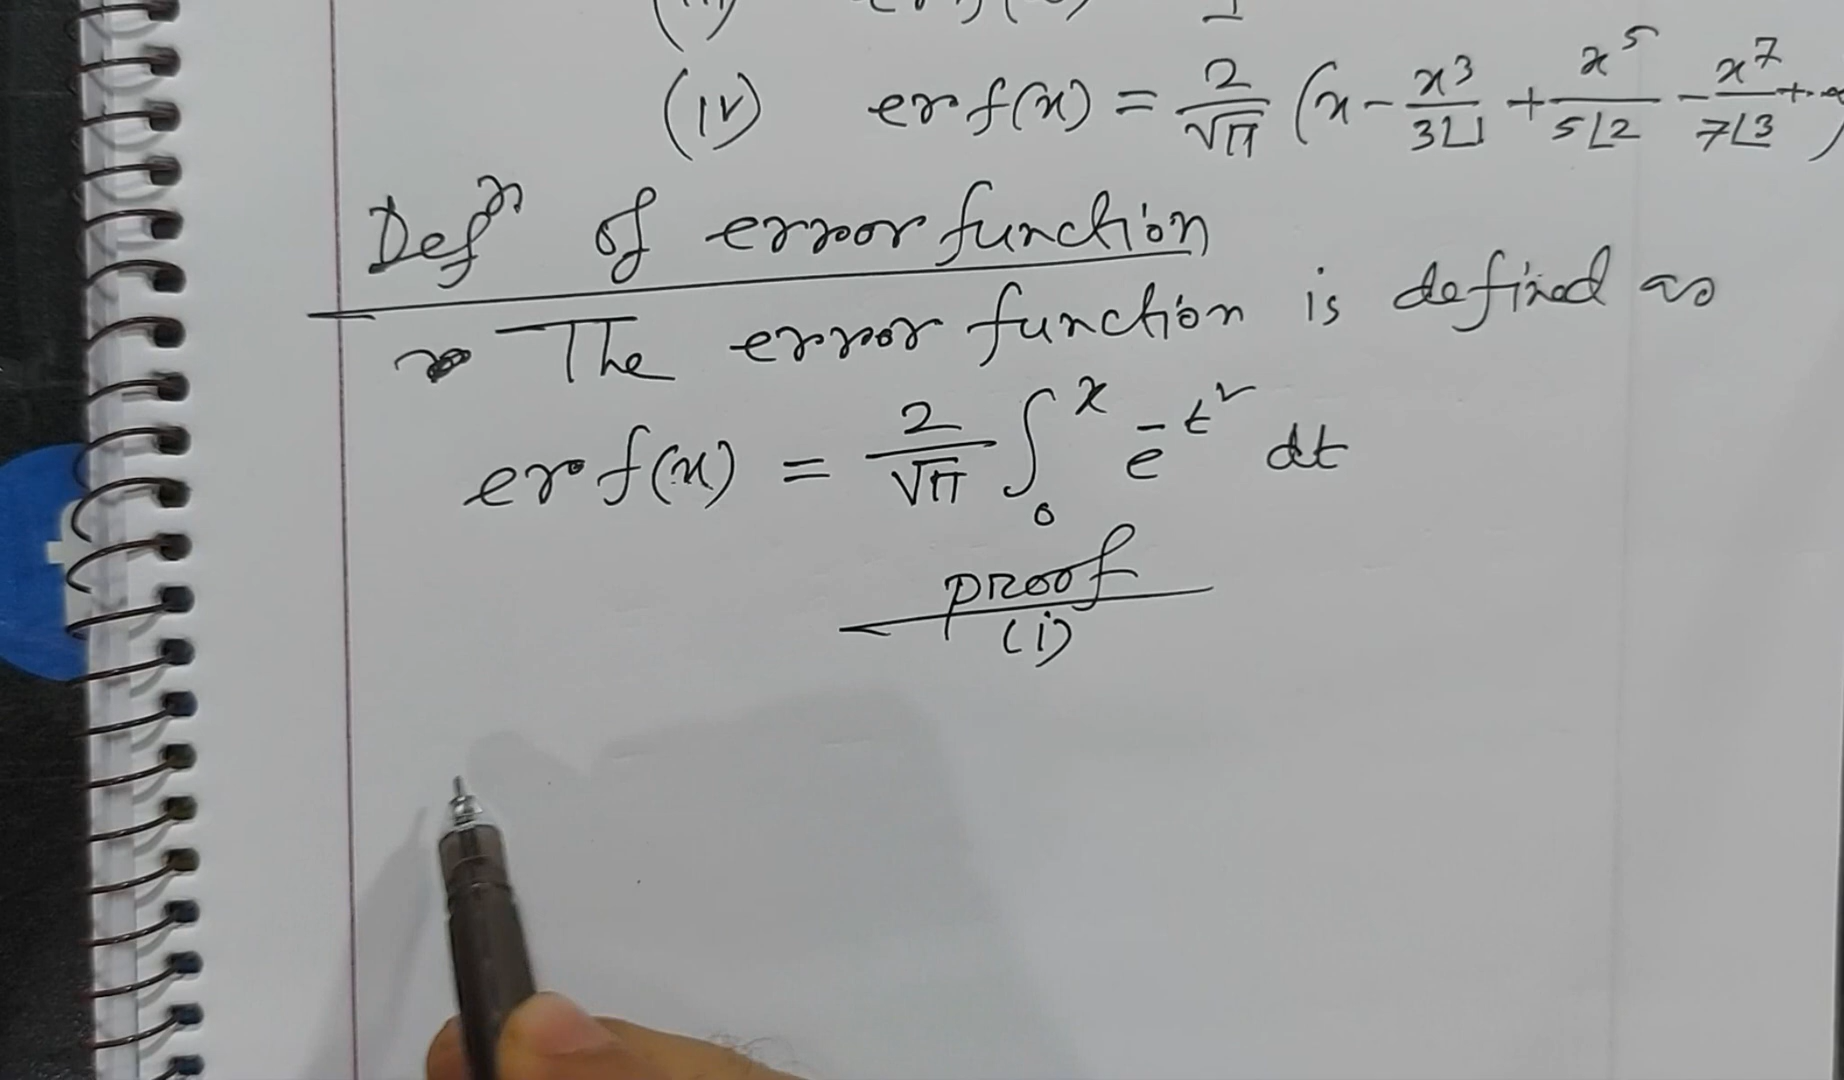 (iv) erf(x) = 2/√π (x - x³/3⌊1 + x⁵/5⌊2 - x⁷/7⌊3 + ...)
Defⁿ of error function
The error function is defined as
erf(x) = 2/√π ∫₀ˣ e^-t² dt
proof
(i)